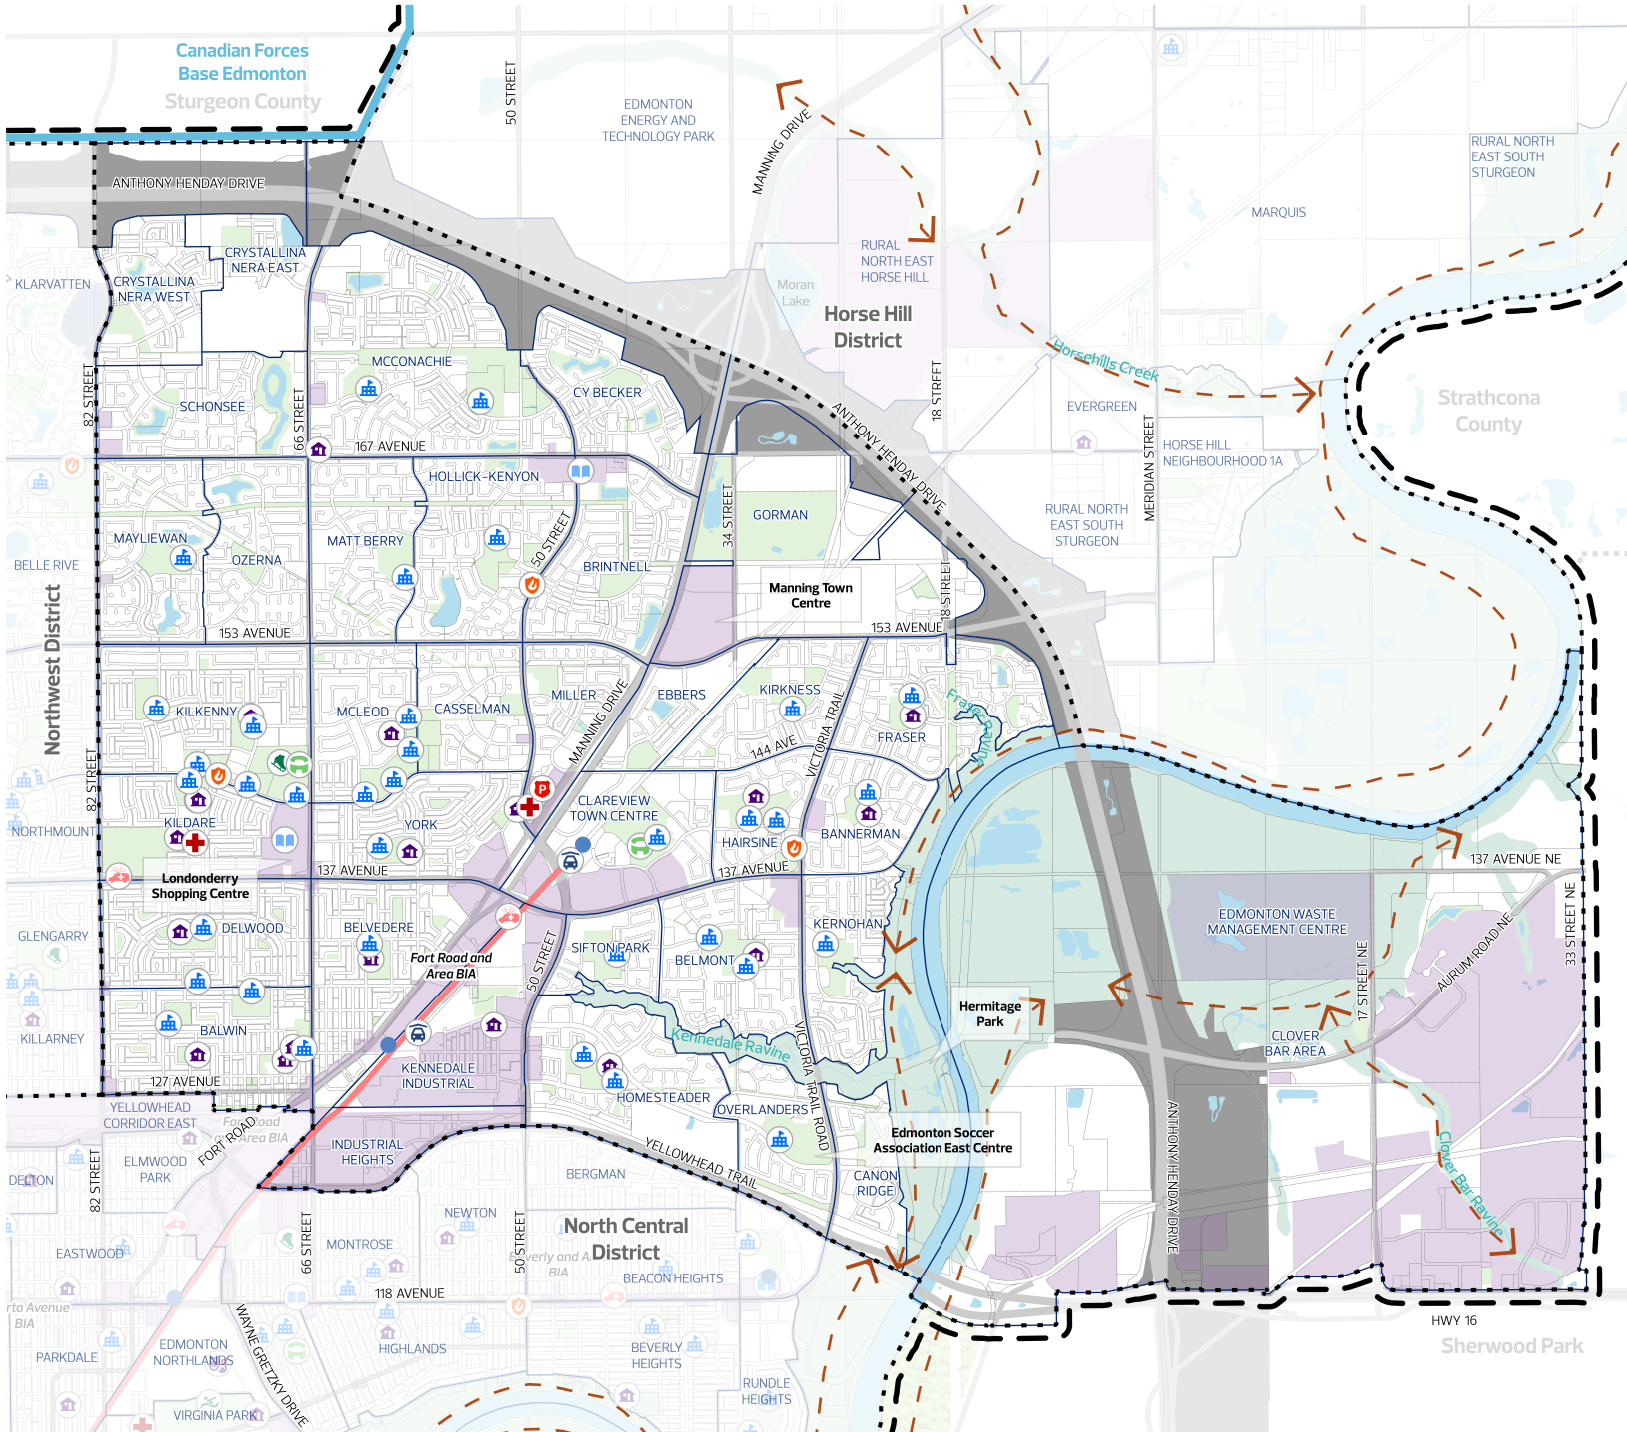 Canadian Forces
Base Edmonton
Sturgeon County
50 STREET
EDMONTON
ENERGY AND
TECHNOLOGY PARK
MANNING DRIVE
RURAL NORTH
EAST SOUTH
STURGEON
ANTHONY HENDAY DRIVE
MARQUIS
KLARVATTEN
CRYSTALLINA
NERA WEST
CRYSTALLINA
NERA EAST
RURAL
NORTH EAST
HORSE HILL
Moran
Lake
Horse Hill
District
Horsehills Creek
MCCONACHIE
CY BECKER
82 STREET
SCHONSEE
66 STREET
18 STREET
EVERGREEN
Strathcona
County
ANTHONY HENDAY DRIVE
MERIDIAN STREET
167 AVENUE
HORSE HILL
NEIGHBOURHOOD 1A
HOLLICK-KENYON
34 STREET
GORMAN
RURAL NORTH
EAST SOUTH
STURGEON
MAYLIEWAN
OZERNA
MATT BERRY
50 STREET
BRINTNELL
BELLE RIVE
Manning Town
Centre
18 STREET
153 AVENUE
153 AVENUE
Northwest District
KILKENNY
MCLEOD
CASSELMAN
MILLER
MANNING DRIVE
EBBERS
KIRKNESS
VICTORIA TRAIL
FRASER
Fraser Ravine
144 AVE
82 STREET
NORTHMOUNT
KILDARE
YORK
CLAREVIEW
TOWN CENTRE
HAIRSINE
BANNERMAN
137 AVENUE
137 AVENUE
137 AVENUE NE
Londonderry
Shopping Centre
GLENGARRY
DELWOOD
BELVEDERE
Fort Road and
Area BIA
50 STREET
SIFTON PARK
BELMONT
KERNOHAN
EDMONTON WASTE
MANAGEMENT CENTRE
17 STREET NE
AURUM ROAD NE
33 STREET NE
Hermitage
Park
KILLARNEY
BALWIN
Kennedale Ravine
VICTORIA TRAIL ROAD
CLOVER
BAR AREA
127 AVENUE
KENNEDALE
INDUSTRIAL
HOMESTEADER
OVERLANDERS
YELLOWHEAD
CORRIDOR EAST
Fort Road
and Area BIA
FORT ROAD
INDUSTRIAL
HEIGHTS
YELLOWHEAD TRAIL
Edmonton Soccer
Association East Centre
ANTHONY HENDAY DRIVE
Clover Bar Ravine
DELTON
82 STREET
ELMWOOD
PARK
BERGMAN
CANON
RIDGE
NEWTON
North Central
District
EASTWOOD
66 STREET
MONTROSE
50 STREET
BIA
BEACON HEIGHTS
118 AVENUE
rta Avenue
BIA
HWY 16
Sherwood Park
PARKDALE
EDMONTON
NORTHLANDS
WAYNE GRETZKY DRIVE
HIGHLANDS
BEVERLY
HEIGHTS
RUNDLE
HEIGHTS
VIRGINIA PARK